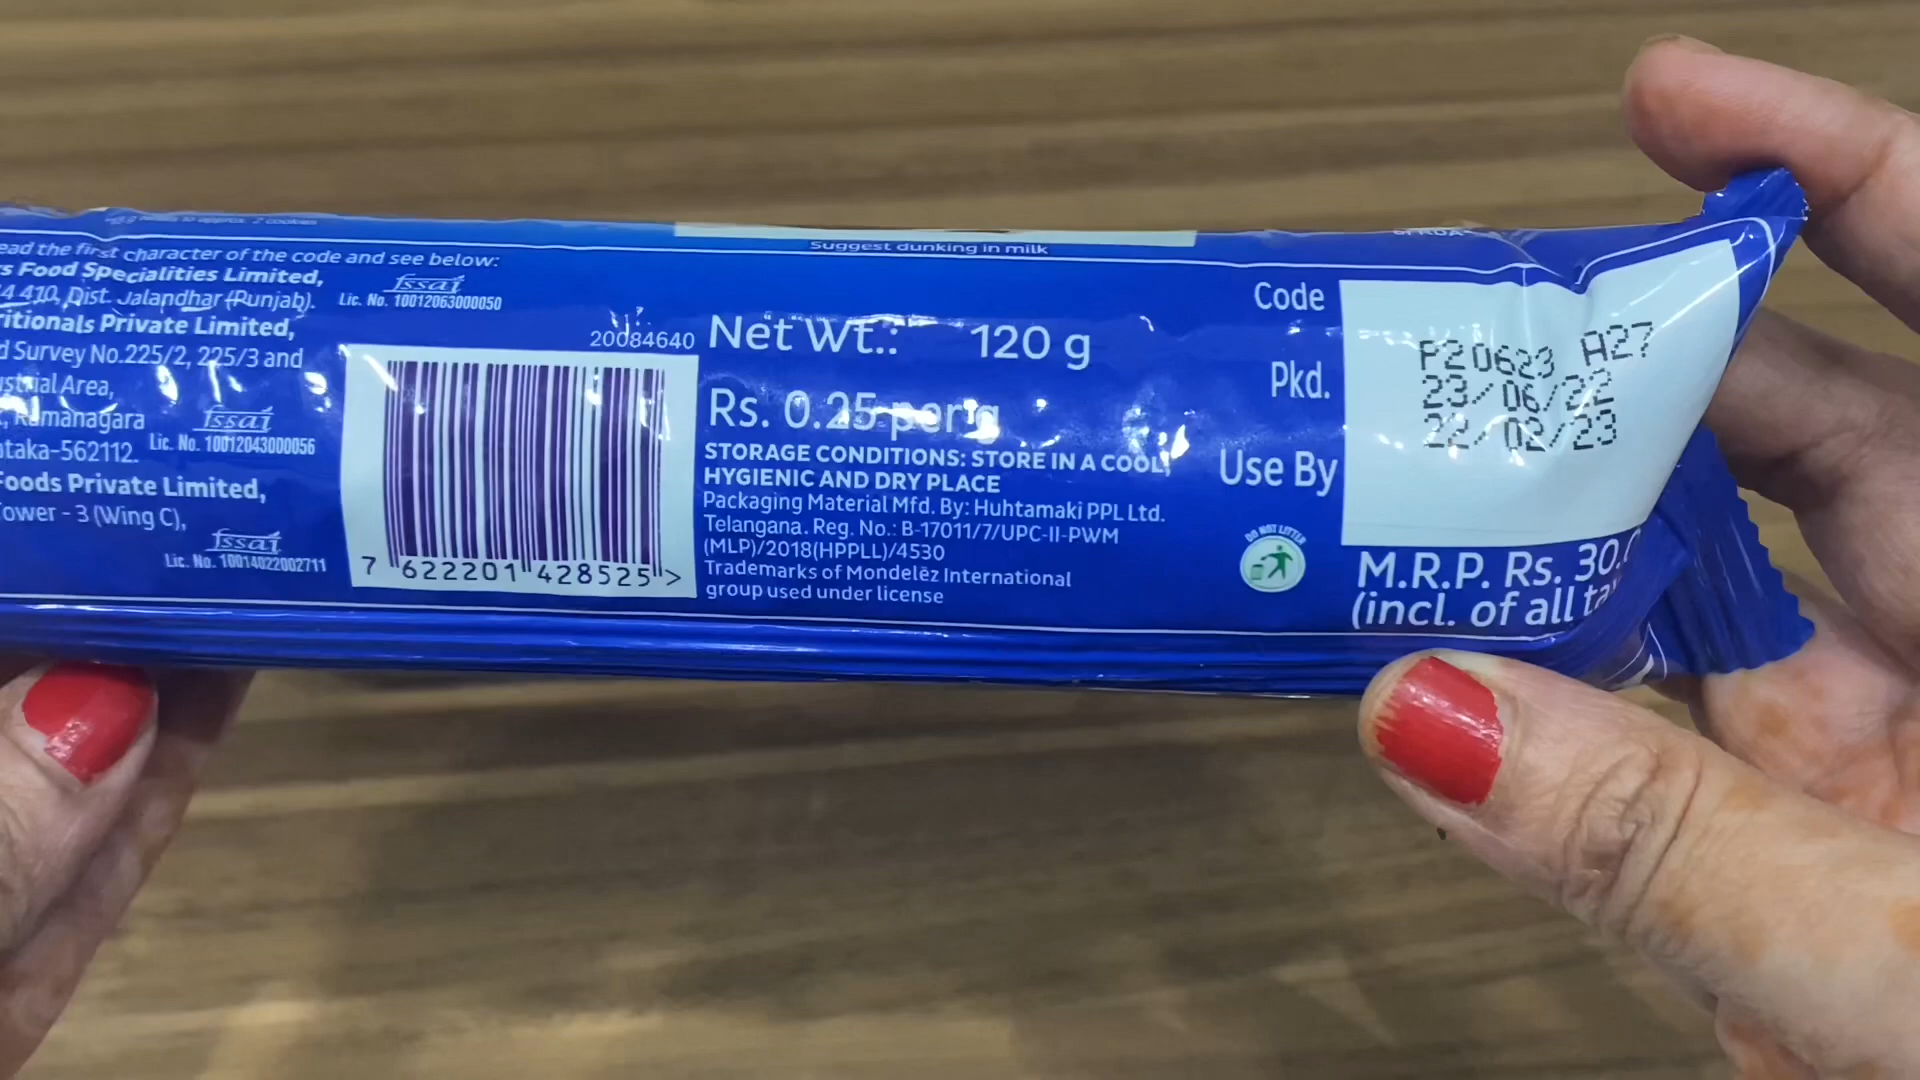 ead the first character of the code and see below:
s Food Specialities Limited,
4 410, Dist. Jalandhar (Punjab).
fssai
Lic. No. 10012063000050
ritionals Private Limited,
d Survey No.225/2, 225/3 and
strial Area,
, Ramanagara
ataka-562112.
fssai
Lic. No. 10012043000056
Foods Private Limited,
ower - 3 (Wing C),
fssai
Lic. No. 10014022002711
20084640
7 622201 428525 >
Suggest dunking in milk
Net Wt.: 120 g
Rs. 0.25 per g
STORAGE CONDITIONS: STORE IN A COOL,
HYGIENIC AND DRY PLACE
Packaging Material Mfd. By: Huhtamaki PPL Ltd.
Telangana. Reg. No.: B-17011/7/UPC-II-PWM
(MLP)/2018(HPPLL)/4530
Trademarks of Mondelēz International
group used under license
Code
Pkd.
Use By
P20623 A27
23/06/22
22/02/23
DO NOT LITTER
M.R.P. Rs. 30.
(incl. of all ta